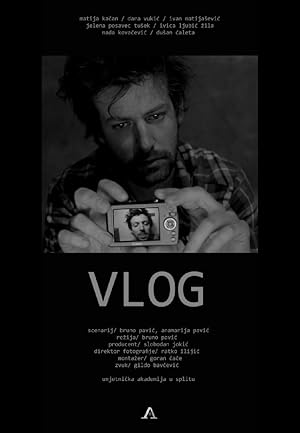 matija kačan / dara vukić / ivan matijašević
jelena posavec tušek / ivica ljubić žila
nada kovačević / dušan ćaleta
VLOG
scenarij/ bruno pavić, anamarija pavić
režija/ bruno pavić
producent/ slobodan jokić
direktor fotografije/ ratko ilijić
montažer/ goran čače
zvuk/ gildo bavčević
umjetnička akademija u splitu